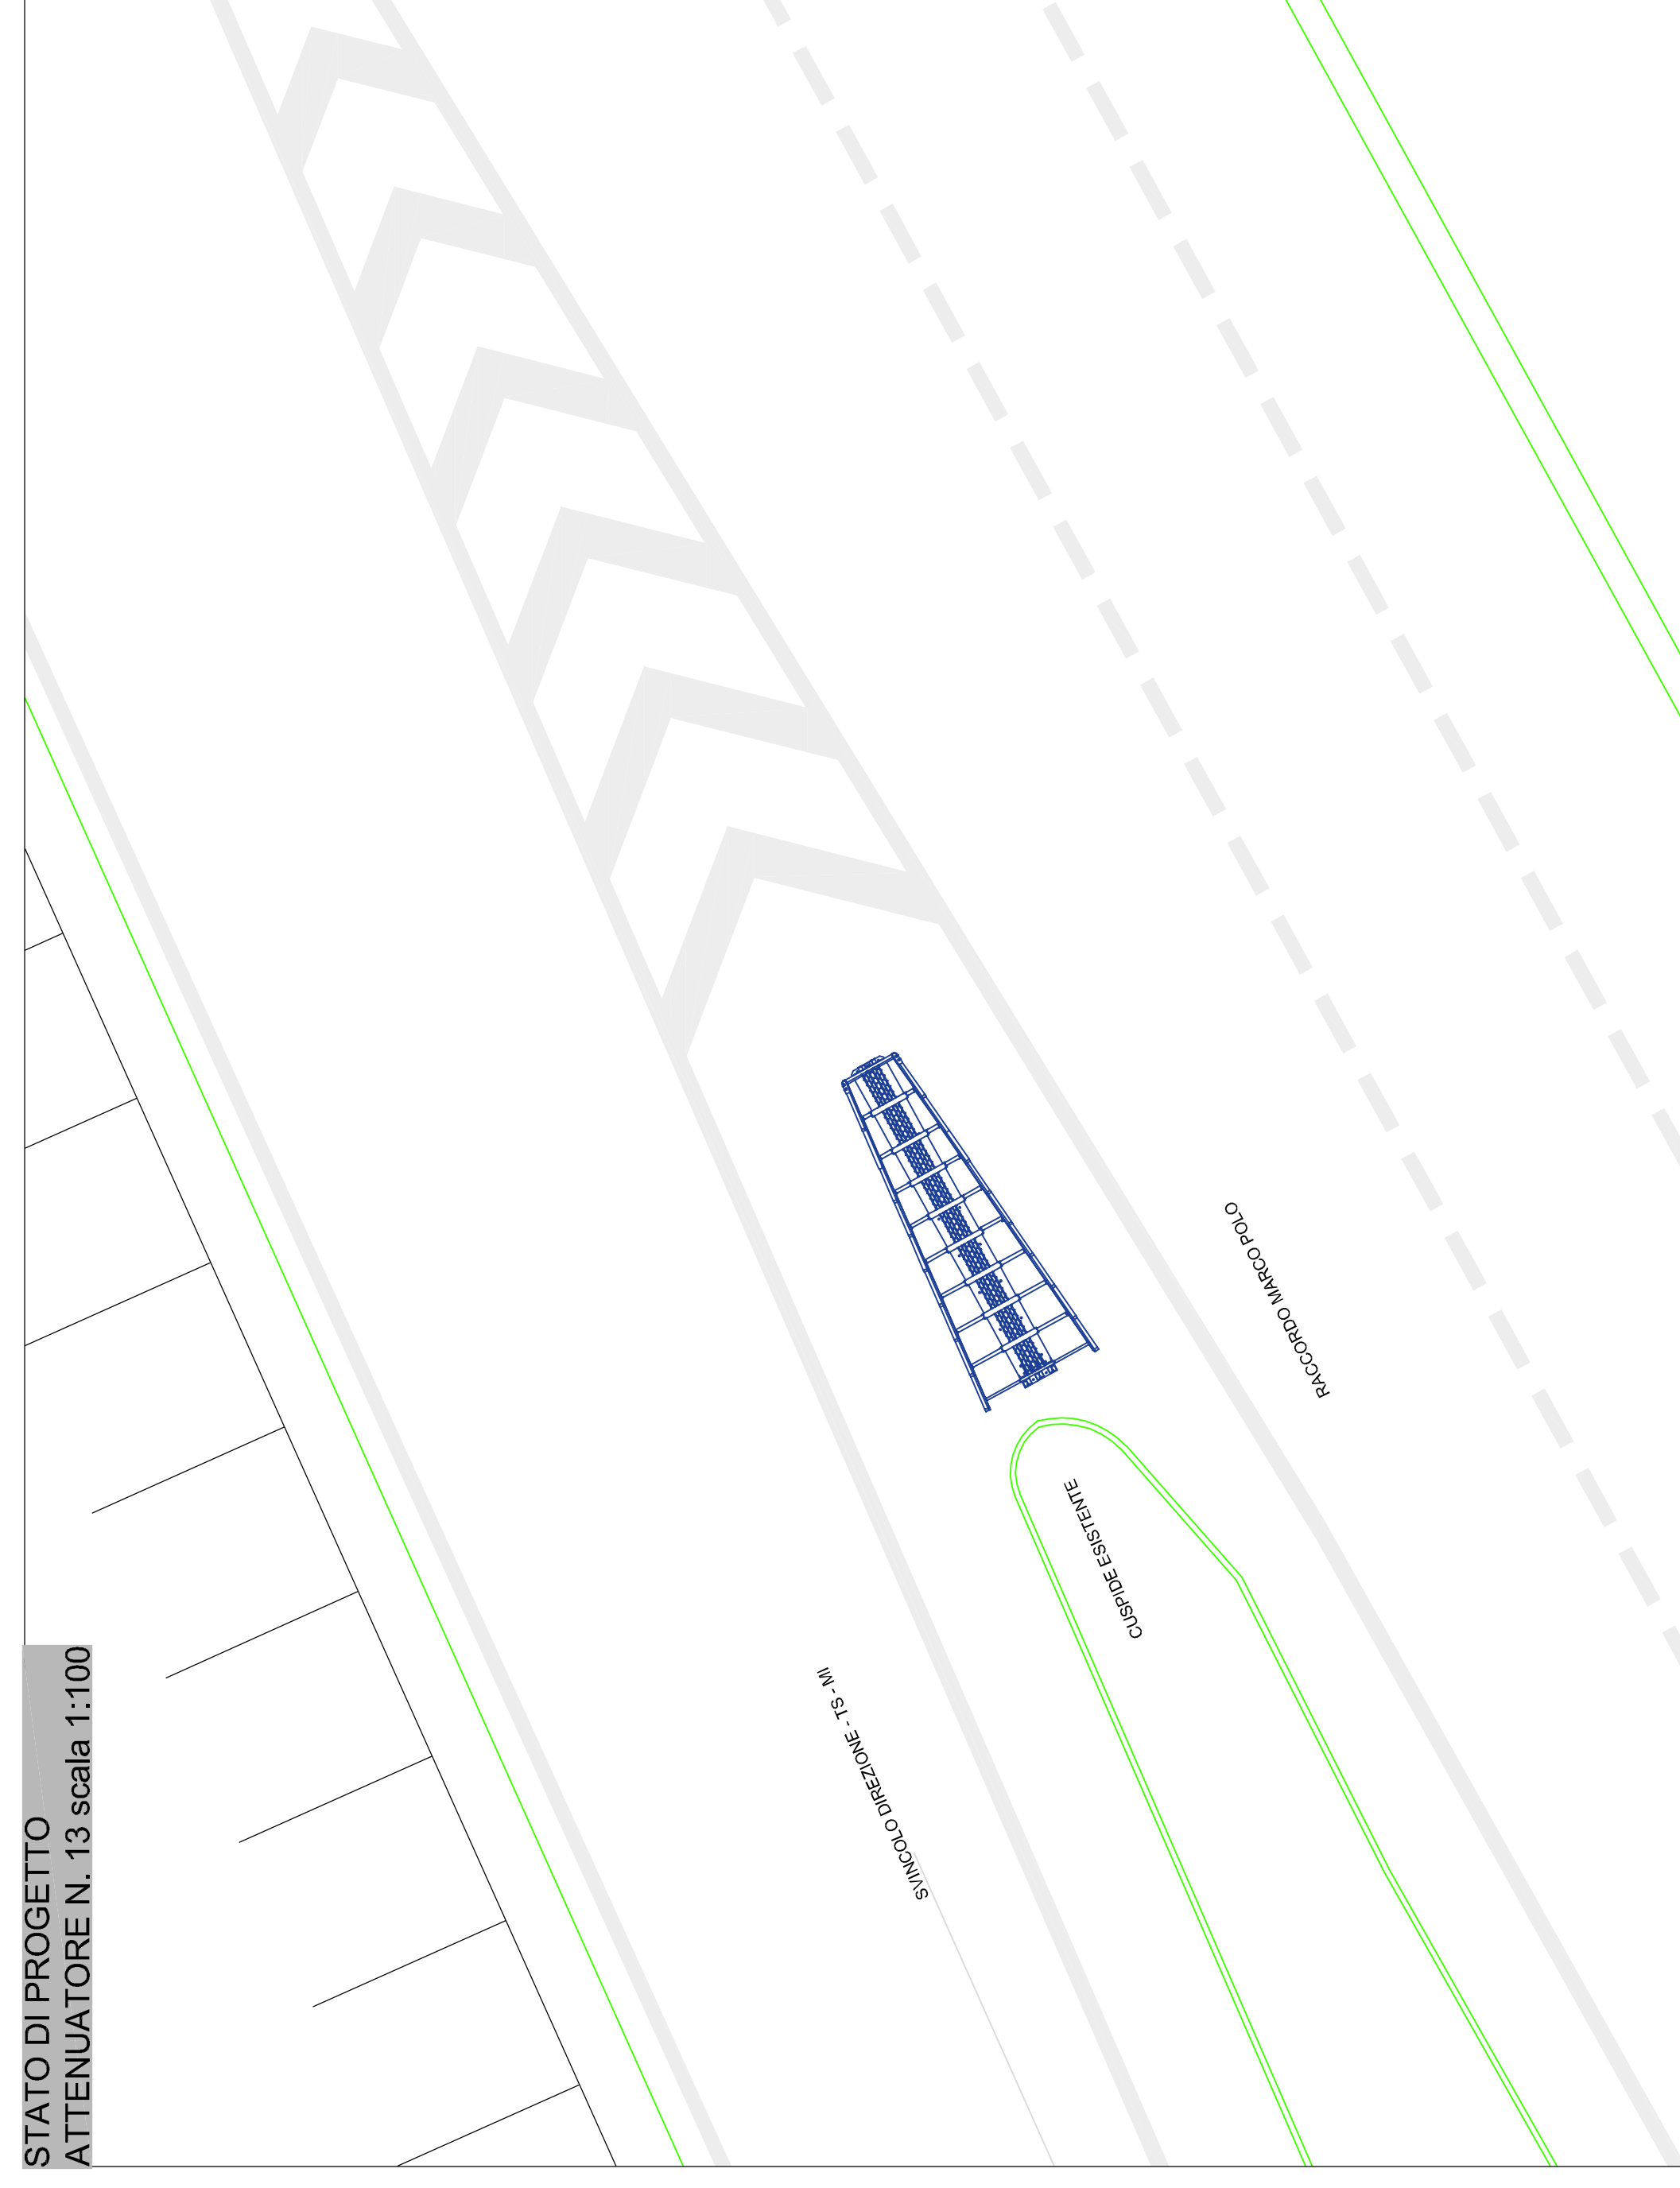 STATO DI PROGETTO
ATTENUATORE N. 13 scala 1:100
SVINCOLO DIREZIONE - TS - MI
CUSPIDE ESISTENTE
RACCORDO MARCO POLO